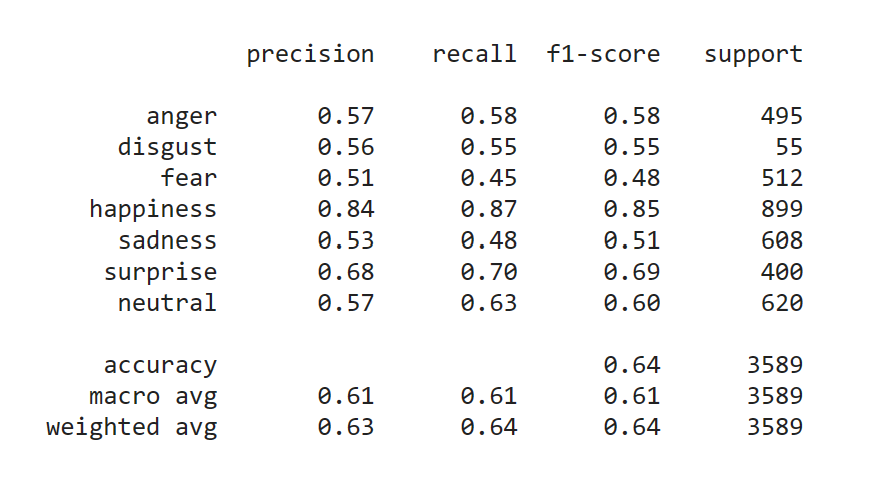 precision recall f1-score support
anger 0.57 0.58 0.58 495
disgust 0.56 0.55 0.55 55
fear 0.51 0.45 0.48 512
happiness 0.84 0.87 0.85 899
sadness 0.53 0.48 0.51 608
surprise 0.68 0.70 0.69 400
neutral 0.57 0.63 0.60 620
accuracy 0.64 3589
macro avg 0.61 0.61 0.61 3589
weighted avg 0.63 0.64 0.64 3589